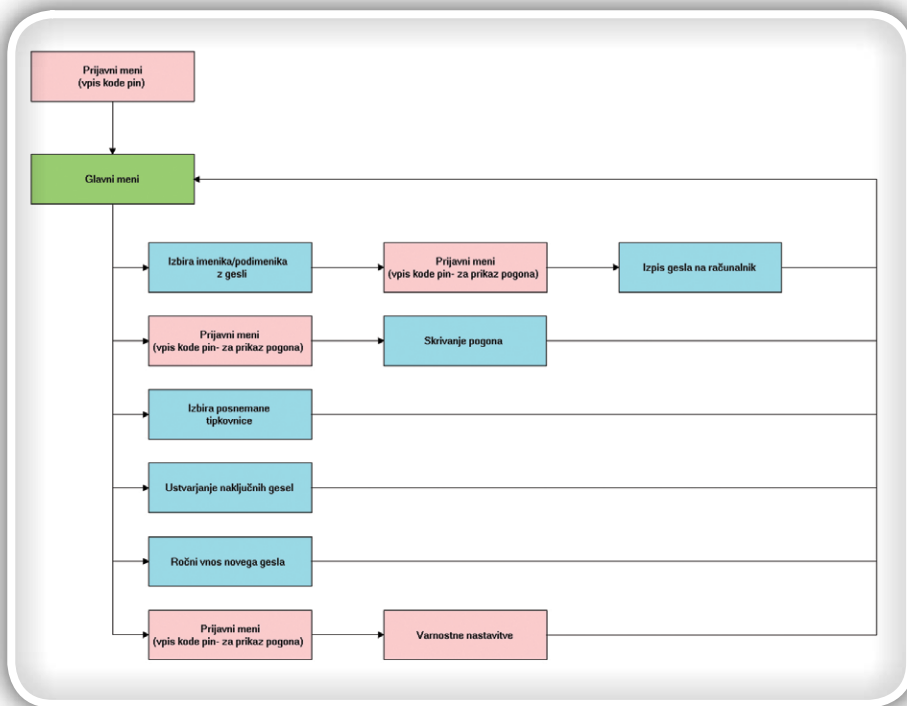 Prijavni meni
(vpis kode pin)
Glavni meni
Izbira imenika/podimenika
z gesli
Prijavni meni
(vpis kode pin- za prikaz pogona)
Izpis gesla na računalnik
Prijavni meni
(vpis kode pin- za prikaz pogona)
Skrivanje pogona
Izbira posnemane
tipkovnice
Ustvarjanje naključnih gesel
Ročni vnos novega gesla
Prijavni meni
(vpis kode pin- za prikaz pogona)
Varnostne nastavitve